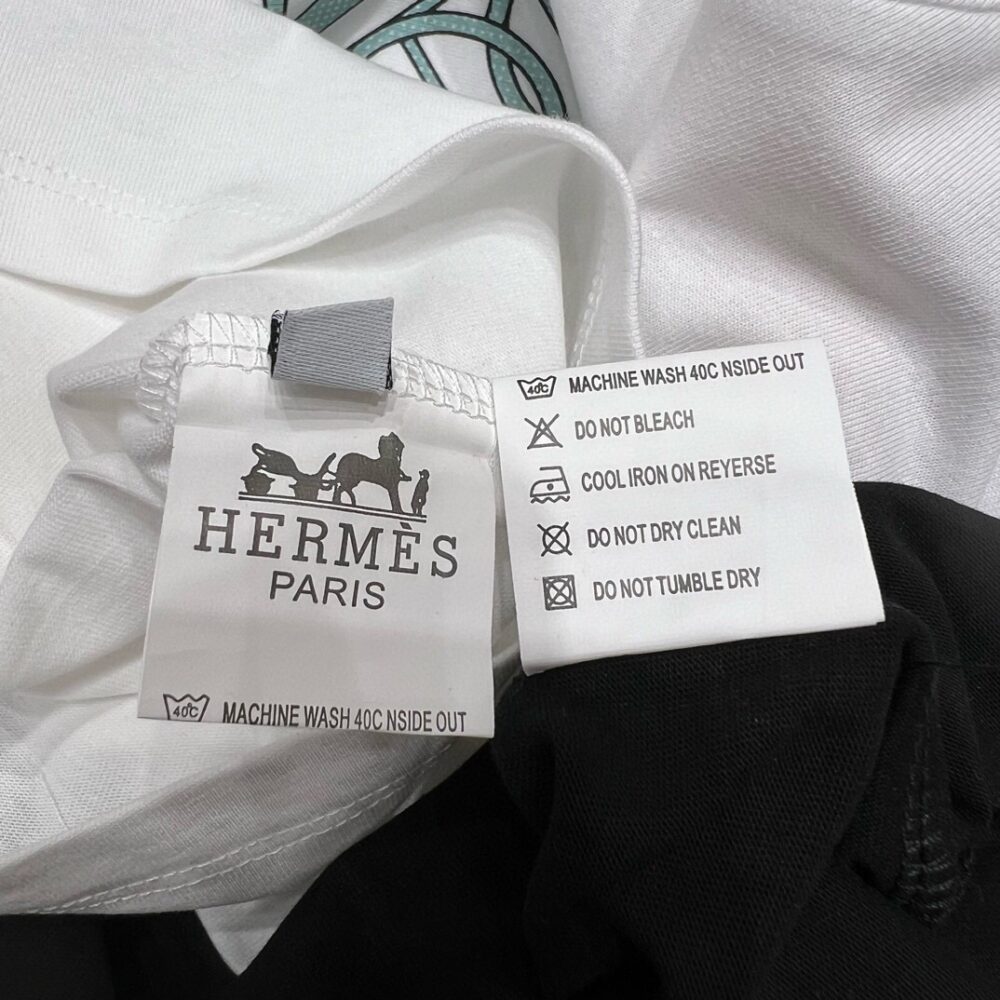 HERMÈS
PARIS
40C MACHINE WASH 40C NSIDE OUT
40C MACHINE WASH 40C NSIDE OUT
DO NOT BLEACH
COOL IRON ON REYERSE
DO NOT DRY CLEAN
DO NOT TUMBLE DRY